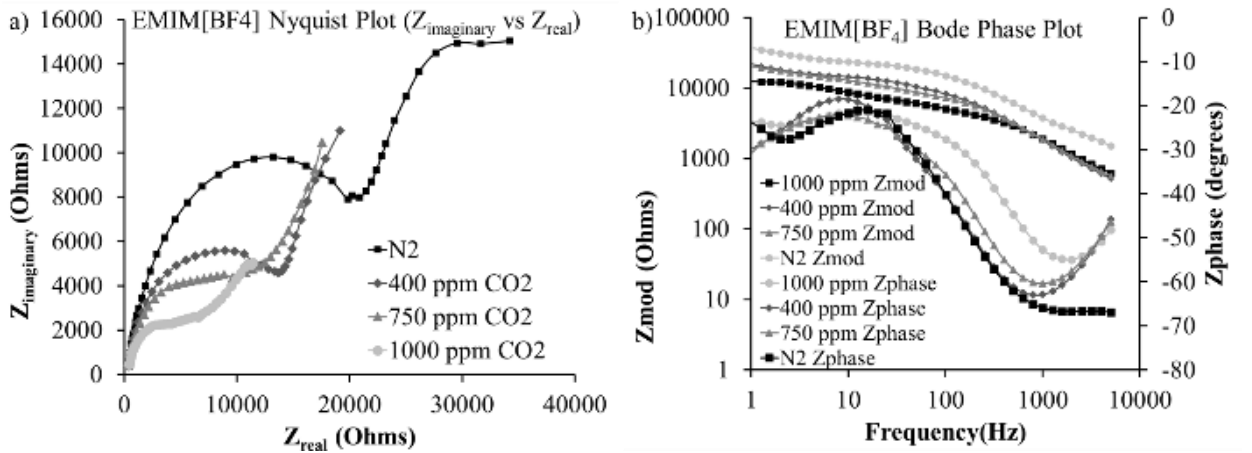 a)
EMIM[BF4] Nyquist Plot (Zimaginary vs Zreal)
16000
14000
12000
10000
8000
6000
4000
2000
0
Zimaginary (Ohms)
N2
400 ppm CO2
750 ppm CO2
1000 ppm CO2
0 10000 20000 30000 40000
Zreal (Ohms)
b)
EMIM[BF4] Bode Phase Plot
100000
10000
1000
100
10
1
Zmod (Ohms)
1000 ppm Zmod
400 ppm Zmod
750 ppm Zmod
N2 Zmod
1000 ppm Zphase
400 ppm Zphase
750 ppm Zphase
N2 Zphase
0
-10
-20
-30
-40
-50
-60
-70
-80
Zphase (degrees)
1 10 100 1000 10000
Frequency(Hz)